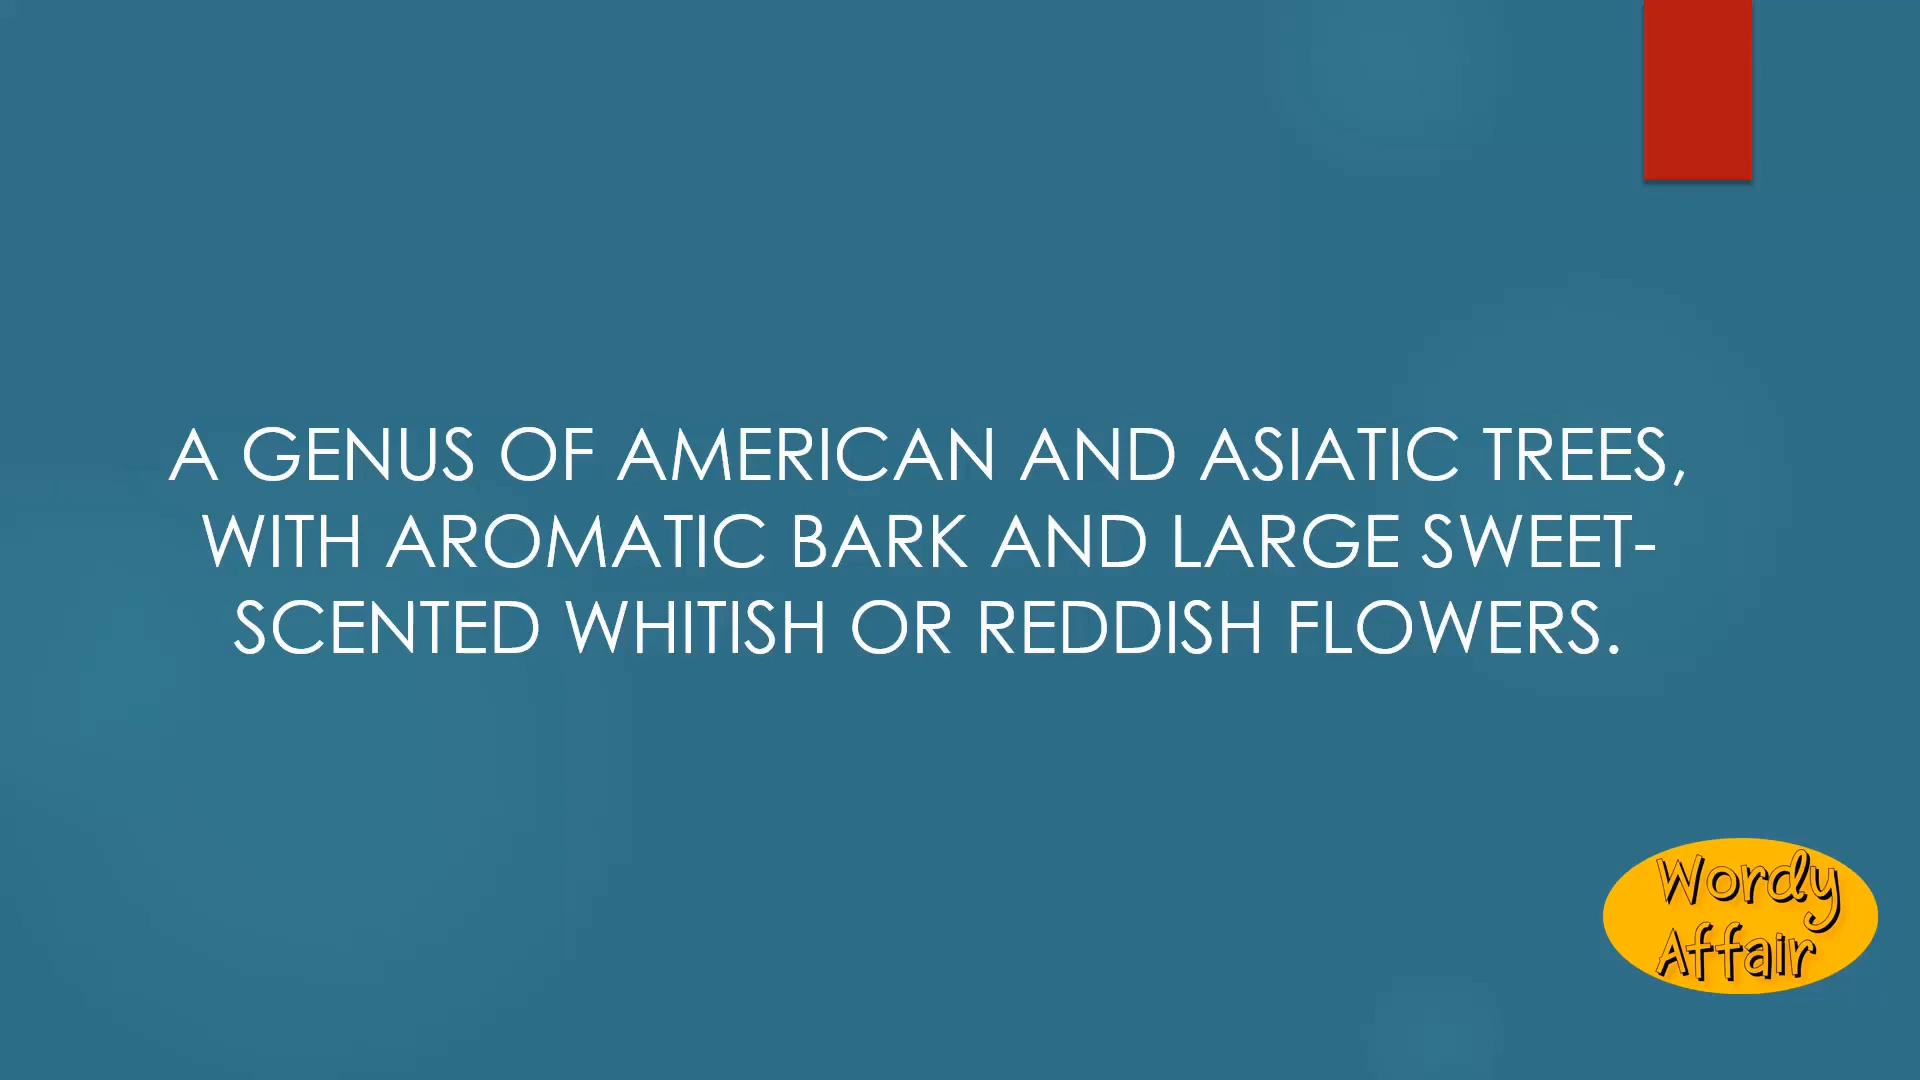 A GENUS OF AMERICAN AND ASIATIC TREES,
WITH AROMATIC BARK AND LARGE SWEET-
SCENTED WHITISH OR REDDISH FLOWERS.
Wordy
Affair